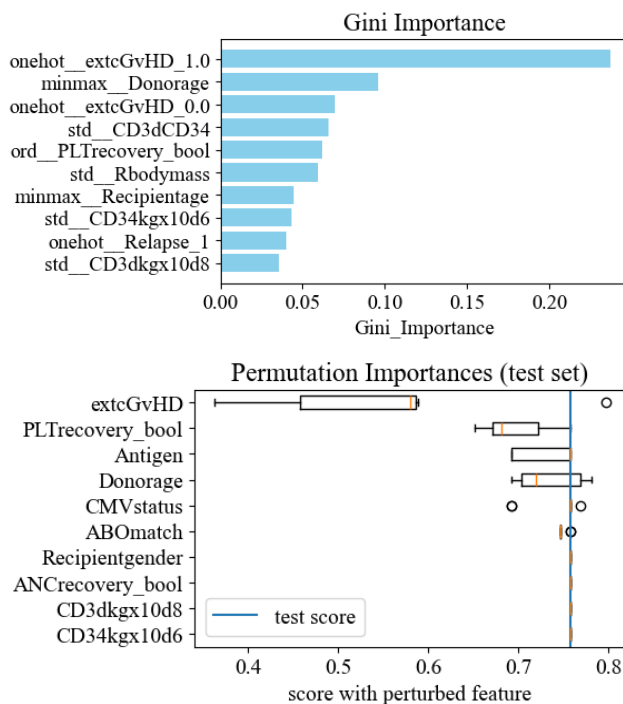 Gini Importance
onehot__extcGvHD_1.0
minmax__Donorage
onehot__extcGvHD_0.0
std__CD3dCD34
ord__PLTrecovery_bool
std__Rbodymass
minmax__Recipientage
std__CD34kgx10d6
onehot__Relapse_1
std__CD3dkgx10d8
0.00 0.05 0.10 0.15 0.20
Gini_Importance
Permutation Importances (test set)
extcGvHD
PLTrecovery_bool
Antigen
Donorage
CMVstatus
ABOmatch
Recipientgender
ANCrecovery_bool
CD3dkgx10d8
CD34kgx10d6
test score
0.4 0.5 0.6 0.7 0.8
score with perturbed feature